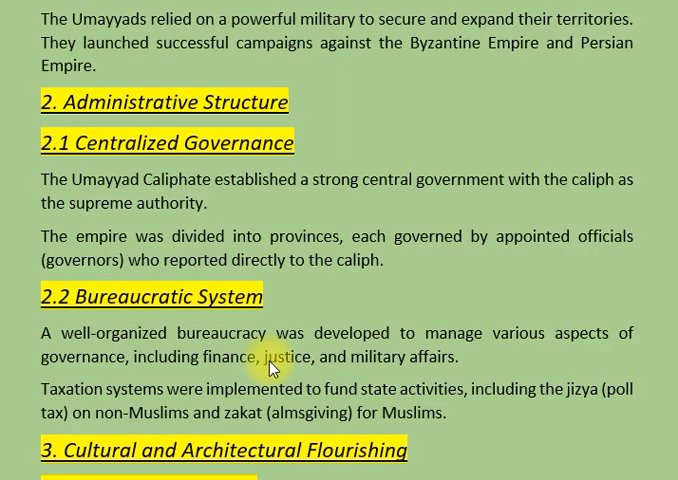 The Umayyads relied on a powerful military to secure and expand their territories.
They launched successful campaigns against the Byzantine Empire and Persian
Empire.
2. Administrative Structure
2.1 Centralized Governance
The Umayyad Caliphate established a strong central government with the caliph as
the supreme authority.
The empire was divided into provinces, each governed by appointed officials
(governors) who reported directly to the caliph.
2.2 Bureaucratic System
A well-organized bureaucracy was developed to manage various aspects of
governance, including finance, justice, and military affairs.
Taxation systems were implemented to fund state activities, including the jizya (poll
tax) on non-Muslims and zakat (almsgiving) for Muslims.
3. Cultural and Architectural Flourishing